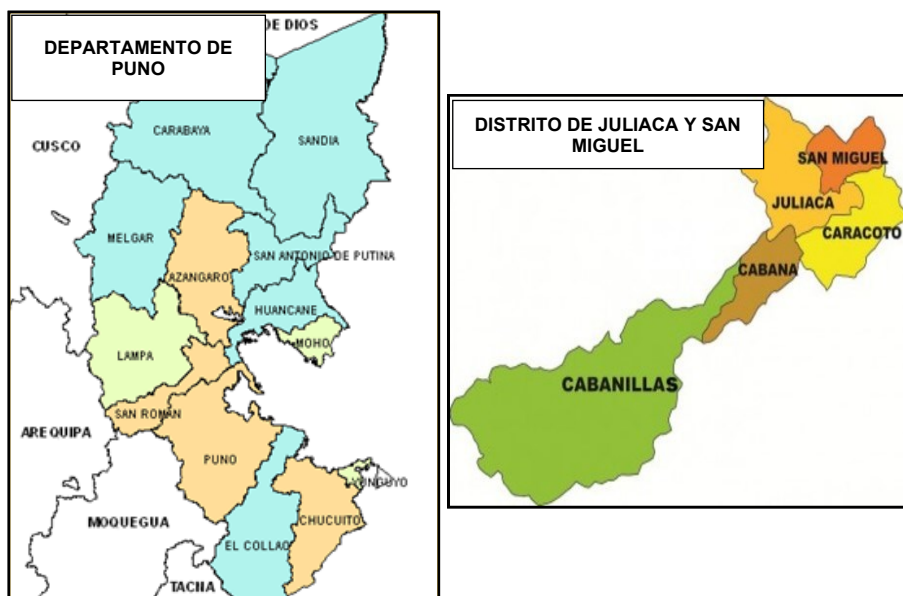 DE DIOS
DEPARTAMENTO DE
PUNO
CARABAYA
SANDIA
CUSCO
MELGAR
SAN ANTONIO DE PUTINA
AZANGARO
HUANCANE
MOHO
LAMPA
SAN ROMAN
AREQUIPA
PUNO
YUNGUYO
MOQUEGUA
CHUCUITO
EL COLLAO
TACNA
DISTRITO DE JULIACA Y SAN
MIGUEL
SAN MIGUEL
JULIACA
CARACOTO
CABANA
CABANILLAS